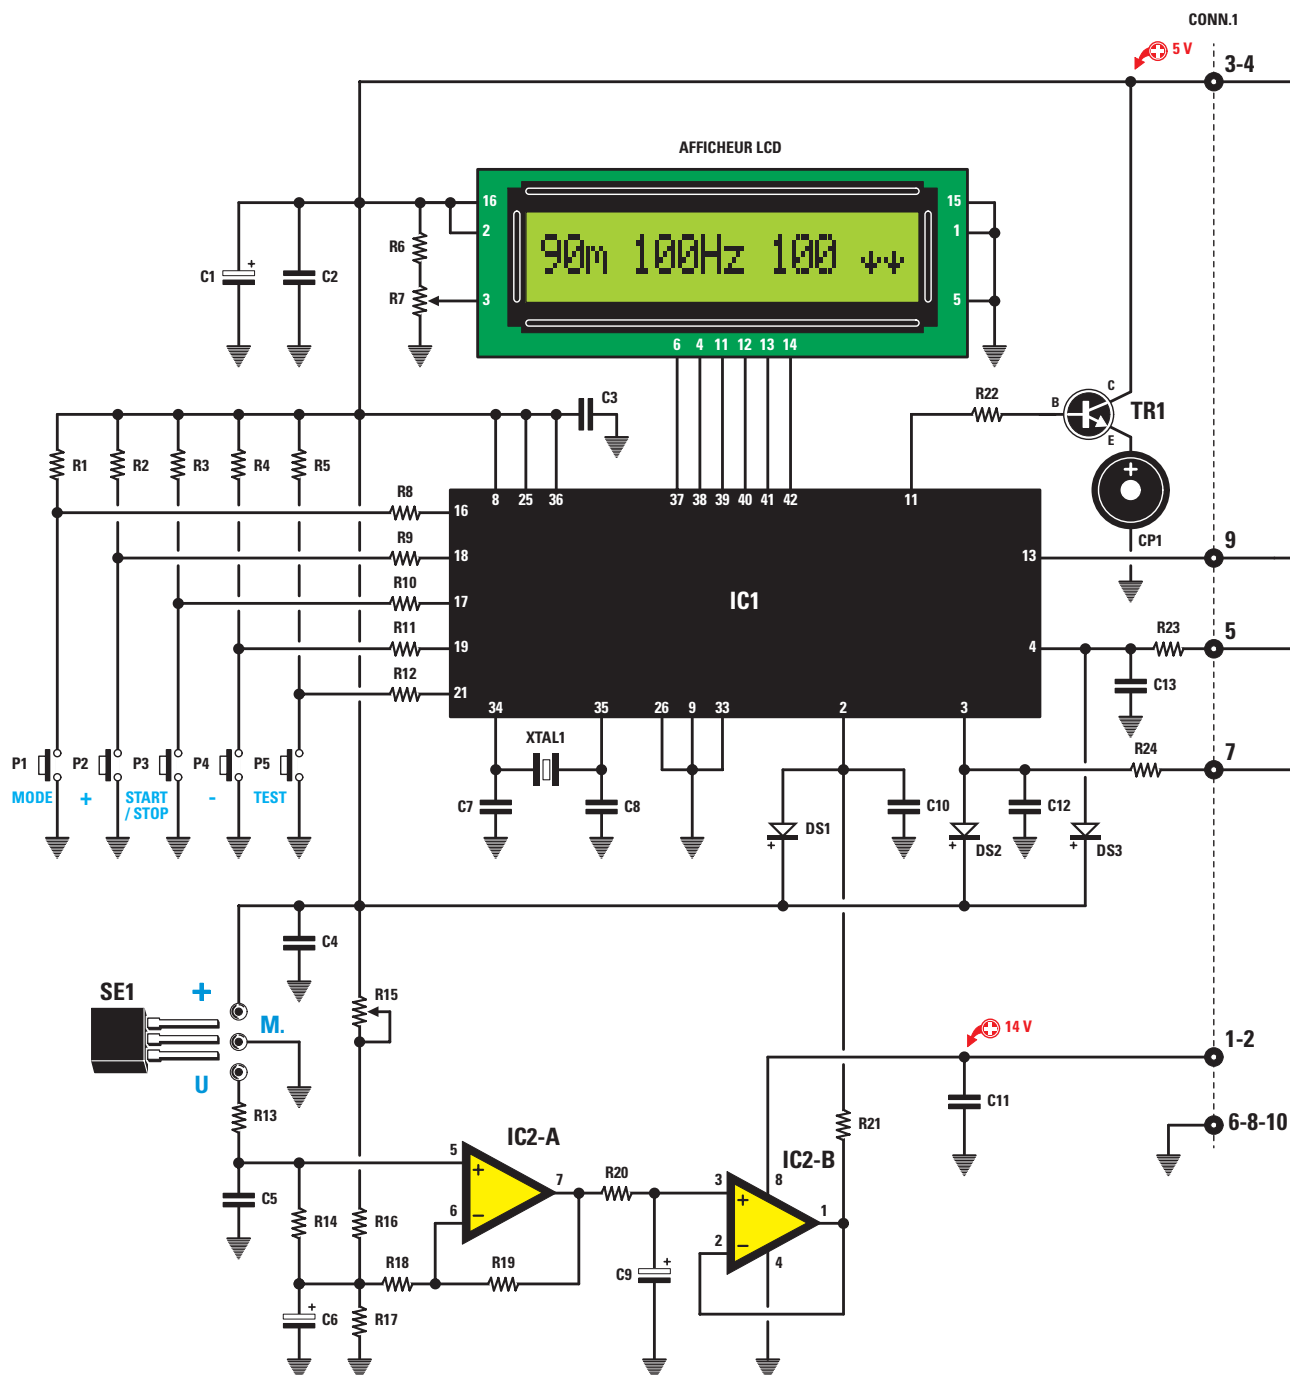 CONN.1
5 V
3-4
AFFICHEUR LCD
16
15
2
1
90m 100Hz 100
R6
C1
+
C2
R7
3
5
6 4 11 12 13 14
C3
R22
B
C
E
TR1
R1
R2
R3
R4
R5
8
25
36
37 38 39 40 41 42
11
+
CP1
R8
16
R9
18
13
9
R10
17
IC1
R11
19
4
R23
5
R12
21
C13
34
35
26
9
33
2
3
XTAL1
R24
7
P1
P2
P3
P4
P5
MODE
+
START
/ STOP
-
TEST
C7
C8
DS1
+
C10
DS2
+
C12
DS3
+
C4
SE1
+
M.
U
R15
14 V
1-2
C11
R13
R21
6-8-10
IC2-A
IC2-B
5
+
7
R20
3
+
8
C5
R14
R16
6
−
2
−
1
4
R18
R19
C9
+
C6
+
R17